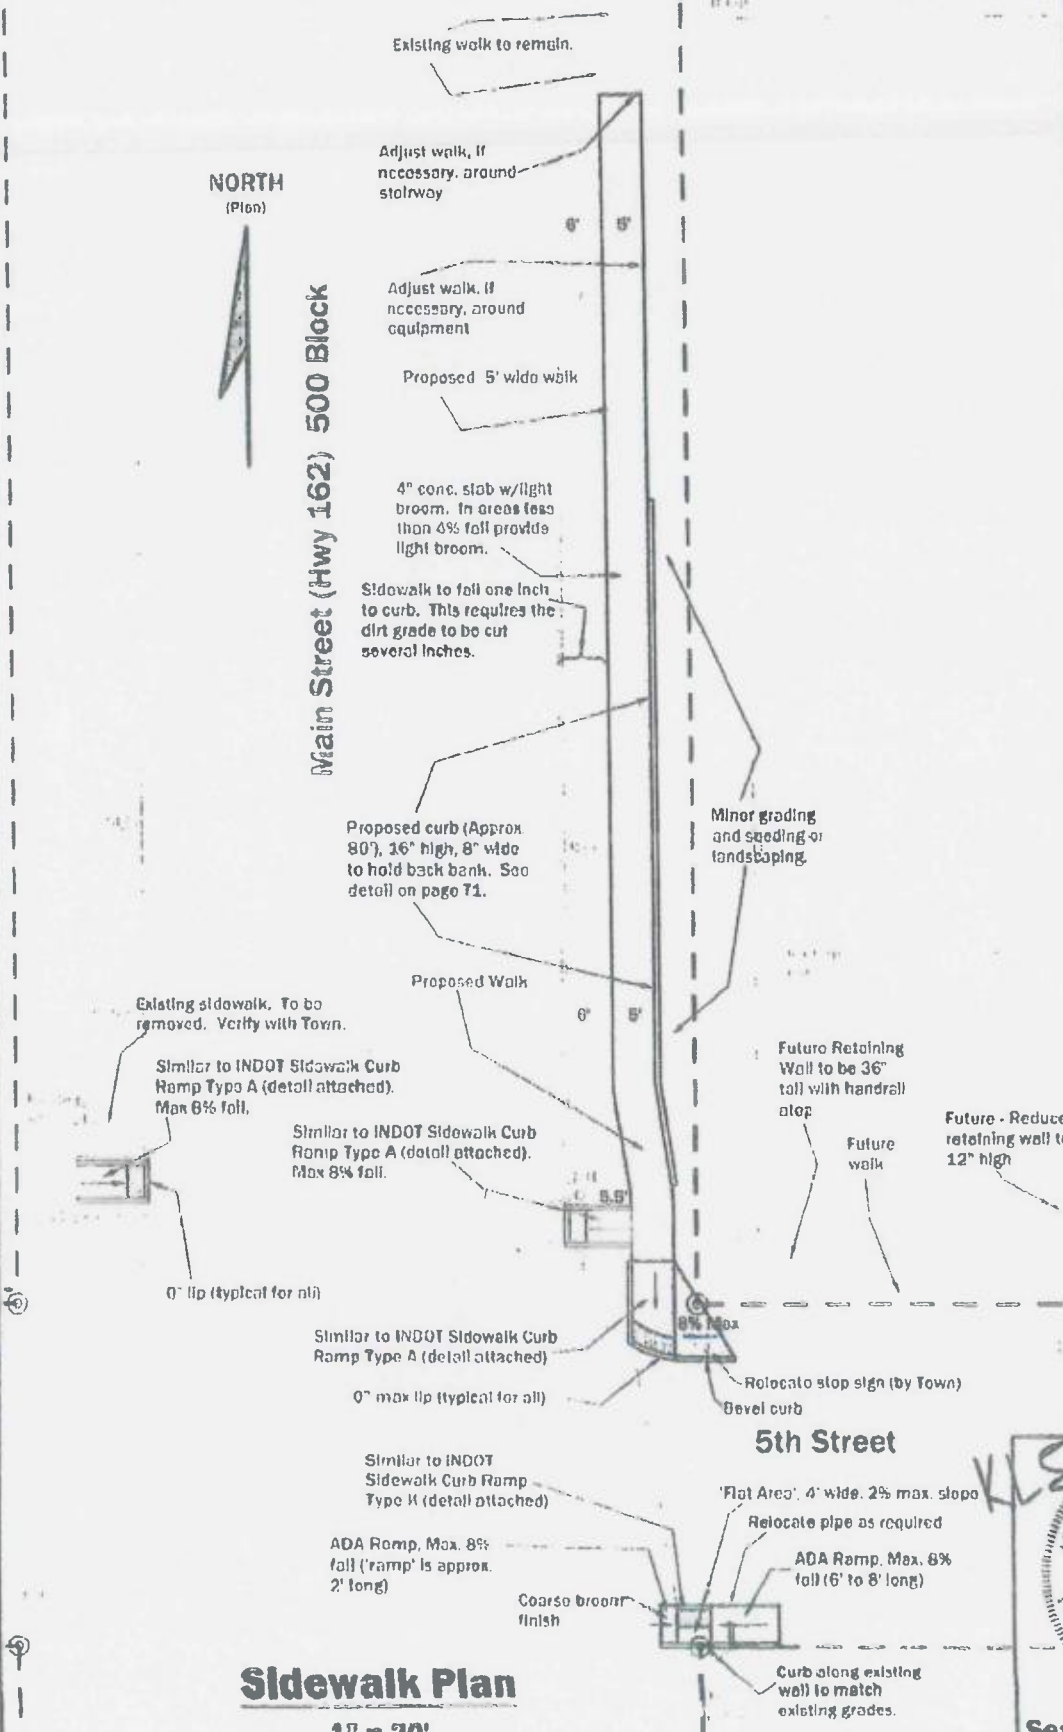 Existing walk to remain.
Adjust walk, if
necessary, around
stairway
NORTH
(Plan)
6' 5'
Adjust walk, if
necessary, around
equipment
Main Street (Hwy 162) 500 Block
Proposed 5' wide walk
4" conc. slab w/light
broom. In areas less
than 4% fall provide
light broom.
Sidewalk to fall one inch
to curb. This requires the
dirt grade to be cut
several inches.
Minor grading
and seeding or
landscaping.
Proposed curb (Approx
80'), 16" high, 8" wide
to hold back bank. See
detail on page T1.
Proposed Walk
6' 5'
Existing sidewalk. To be
removed. Verify with Town.
Similar to INDOT Sidewalk Curb
Ramp Type A (detail attached).
Max 8% fall.
Similar to INDOT Sidewalk Curb
Ramp Type A (detail attached).
Max 8% fall.
5.5'
Future Retaining
Wall to be 36"
tall with handrail
atop
Future
walk
Future - Reduce
retaining wall to
12" high
0" lip (typical for all)
8% Max
Similar to INDOT Sidewalk Curb
Ramp Type A (detail attached)
0" max lip (typical for all)
Relocate stop sign (by Town)
Bevel curb
5th Street
Similar to INDOT
Sidewalk Curb Ramp
Type K (detail attached)
'Flat Area', 4' wide. 2% max. slope
Relocate pipe as required
ADA Ramp, Max. 8%
fall ('ramp' is approx.
2' long)
ADA Ramp, Max. 8%
fall (6' to 8' long)
Coarse broom
finish
Curb along existing
wall to match
existing grades.
Sidewalk Plan